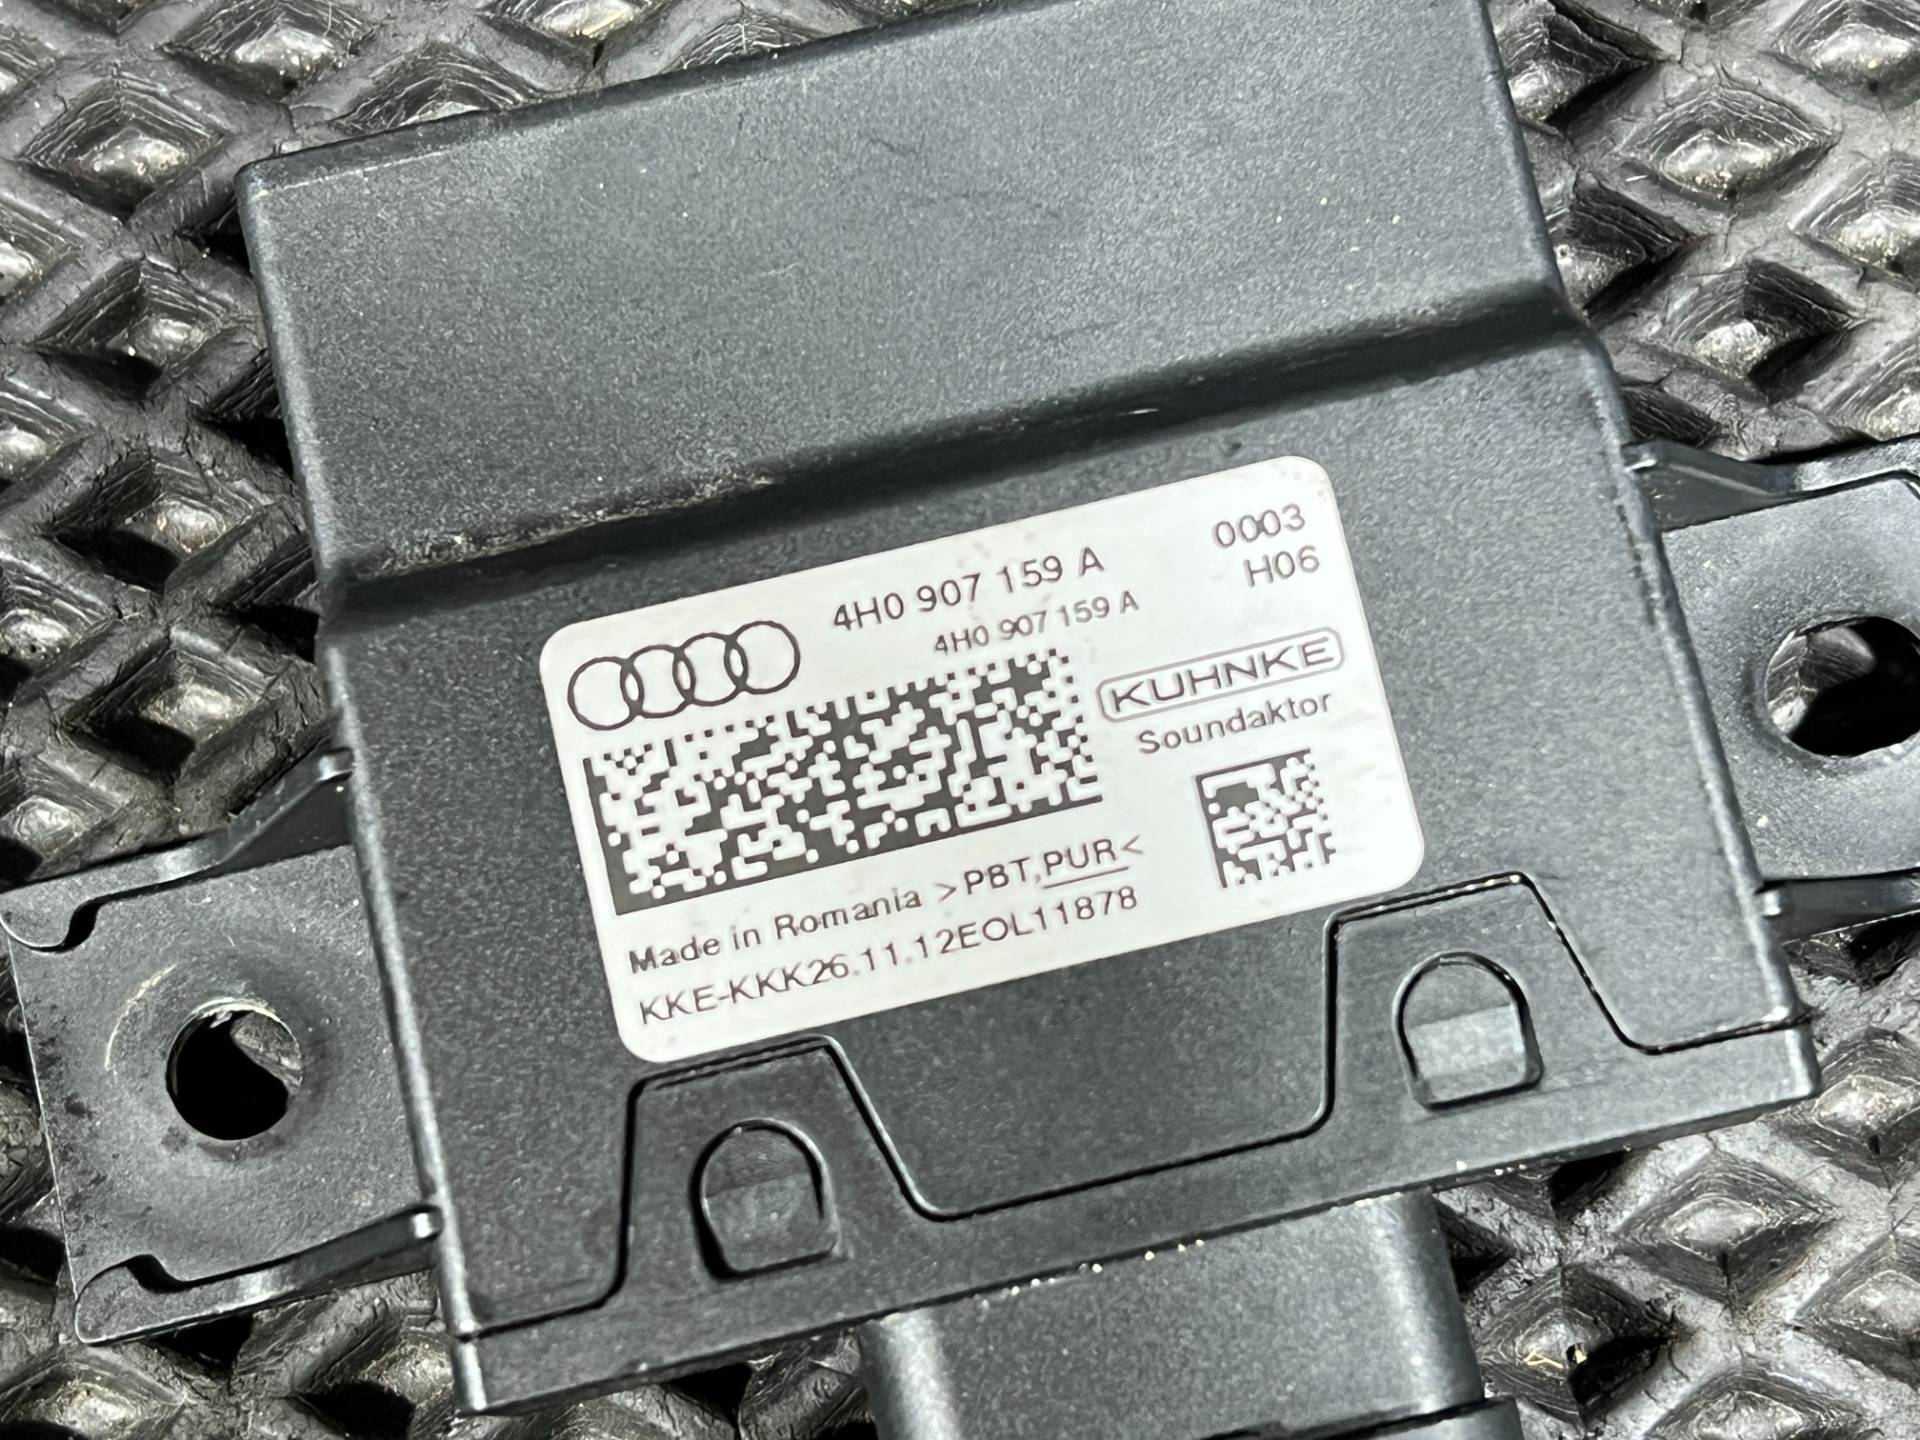 4H0 907 159 A
0003
4H0 907 159 A
H06
KUHNKE
Soundaktor
Made in Romania >PBT,PUR<
KKE-KKK26.11.12EOL11878